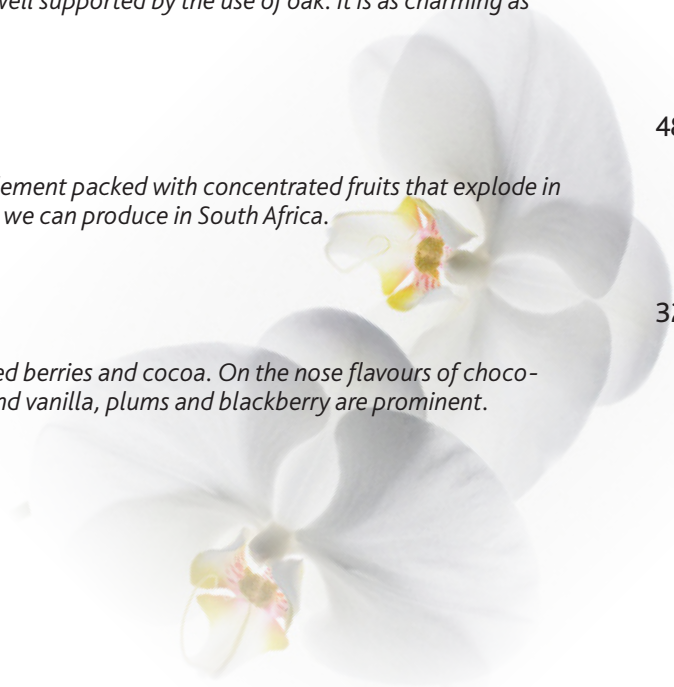 well supported by the use of oak. It is as charming as
48
ement packed with concentrated fruits that explode in
we can produce in South Africa.
32
ed berries and cocoa. On the nose flavours of choco-
nd vanilla, plums and blackberry are prominent.